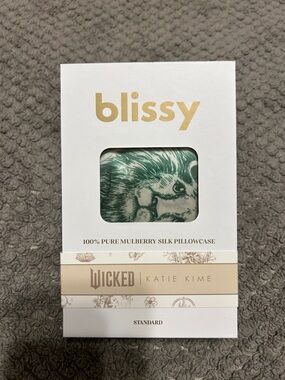 blissy
100% PURE MULBERRY SILK PILLOWCASE
WICKED | KATIE KIME
STANDARD